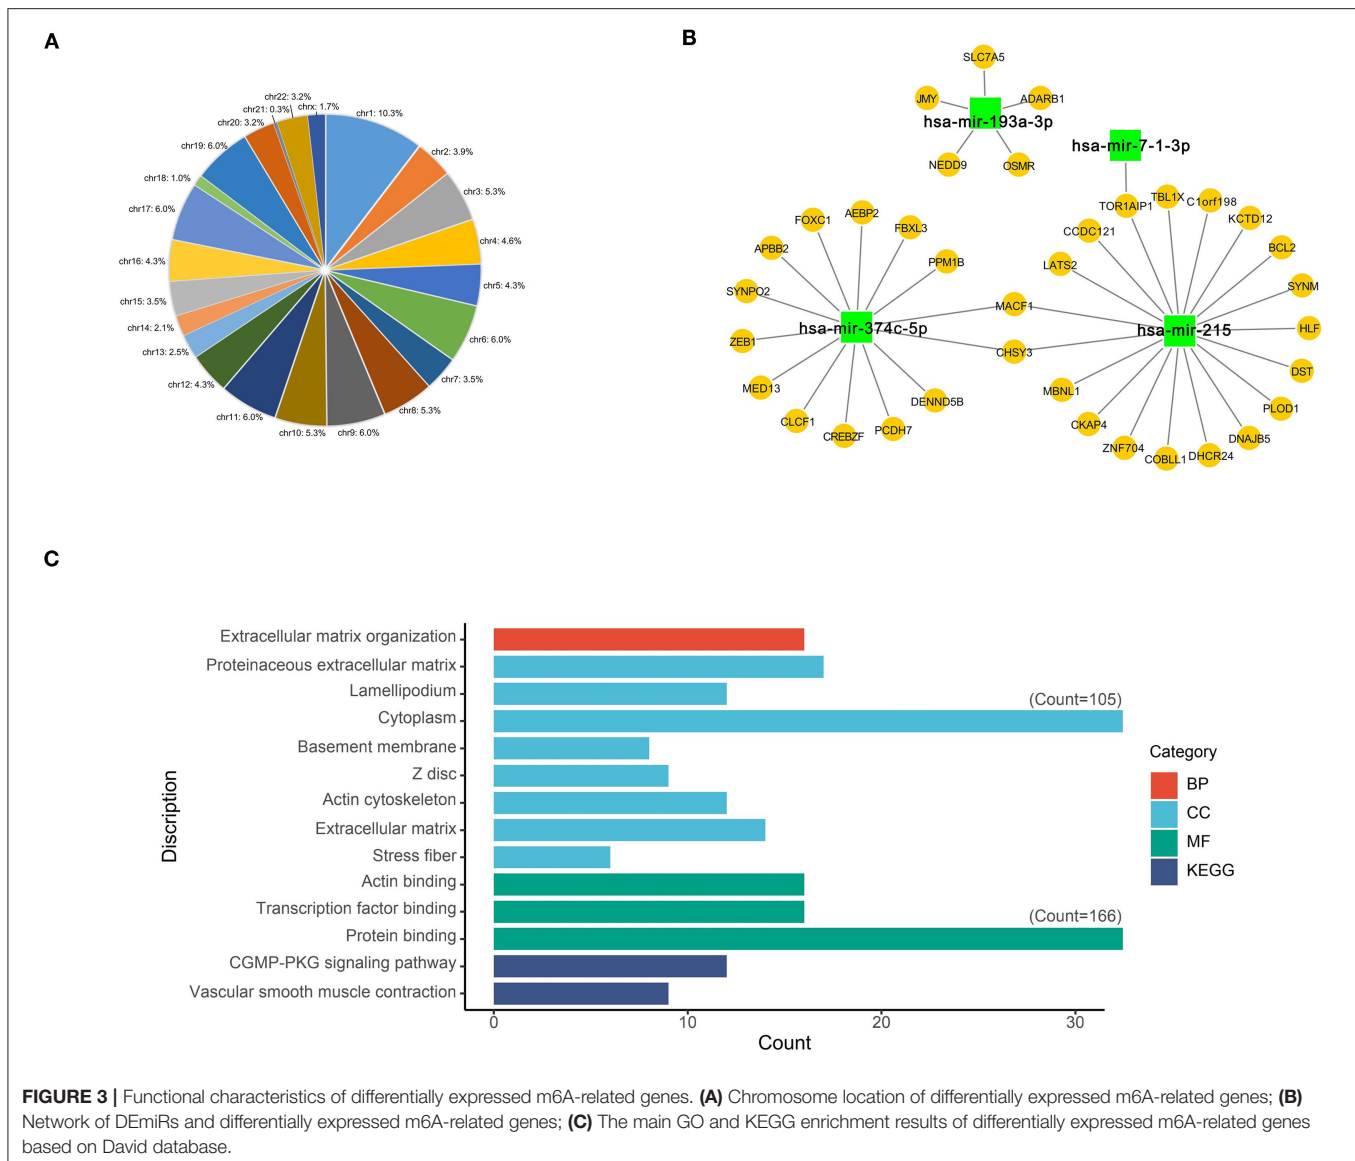 A
chr1: 10.3%
chr2: 3.9%
chr3: 5.3%
chr4: 4.6%
chr5: 4.3%
chr6: 6.0%
chr7: 3.5%
chr8: 5.3%
chr9: 6.0%
chr10: 5.3%
chr11: 6.0%
chr12: 4.3%
chr13: 2.5%
chr14: 2.1%
chr15: 3.5%
chr16: 4.3%
chr17: 6.0%
chr18: 1.0%
chr19: 6.0%
chr20: 3.2%
chr21: 0.3%
chr22: 3.2%
chrx: 1.7%
B
SLC7A5
JMY
ADARB1
hsa-mir-193a-3p
NEDD9
OSMR
hsa-mir-7-1-3p
TOR1AIP1
TBL1X
C1orf198
KCTD12
CCDC121
BCL2
LATS2
SYNM
HLF
hsa-mir-215
DST
PLOD1
DNAJB5
DHCR24
COBLL1
ZNF704
CKAP4
MBNL1
MACF1
CHSY3
FOXC1
AEBP2
FBXL3
APBB2
PPM1B
SYNPO2
hsa-mir-374c-5p
ZEB1
MED13
CLCF1
CREBZF
PCDH7
DENND5B
C
Discription
Extracellular matrix organization
Proteinaceous extracellular matrix
Lamellipodium
(Count=105)
Cytoplasm
Basement membrane
Z disc
Actin cytoskeleton
Extracellular matrix
Stress fiber
Actin binding
Transcription factor binding
(Count=166)
Protein binding
CGMP-PKG signaling pathway
Vascular smooth muscle contraction
0
10
20
30
Count
Category
BP
CC
MF
KEGG
FIGURE 3 | Functional characteristics of differentially expressed m6A-related genes. (A) Chromosome location of differentially expressed m6A-related genes; (B)
Network of DEmiRs and differentially expressed m6A-related genes; (C) The main GO and KEGG enrichment results of differentially expressed m6A-related genes
based on David database.